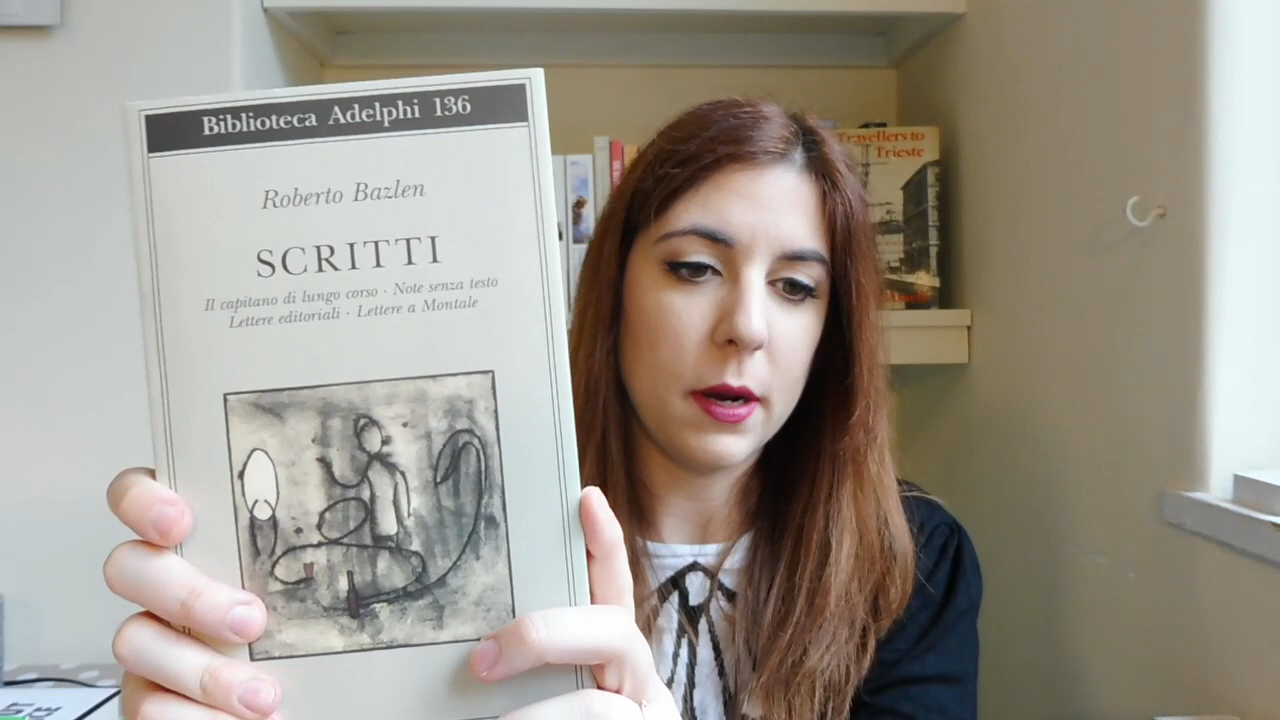 Biblioteca Adelphi 136
Roberto Bazlen
SCRITTI
Il capitano di lungo corso · Note senza testo
Lettere editoriali · Lettere a Montale
Travellers to
Trieste